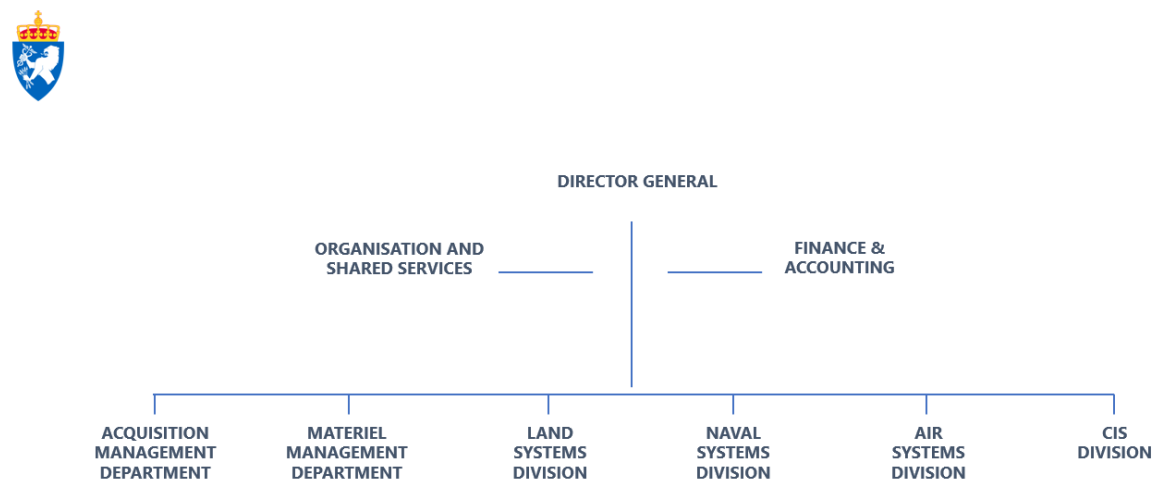 DIRECTOR GENERAL
ORGANISATION AND
SHARED SERVICES
FINANCE &
ACCOUNTING
ACQUISITION
MANAGEMENT
DEPARTMENT
MATERIEL
MANAGEMENT
DEPARTMENT
LAND
SYSTEMS
DIVISION
NAVAL
SYSTEMS
DIVISION
AIR
SYSTEMS
DIVISION
CIS
DIVISION